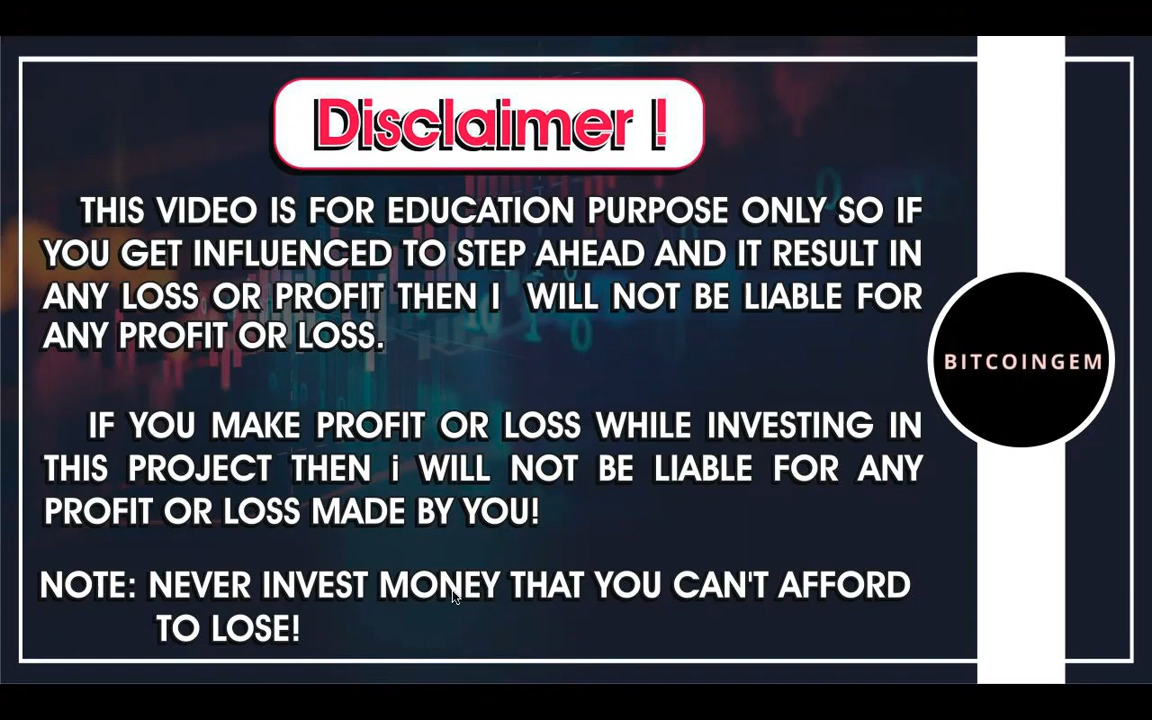 Disclaimer !
THIS VIDEO IS FOR EDUCATION PURPOSE ONLY SO IF
YOU GET INFLUENCED TO STEP AHEAD AND IT RESULT IN
ANY LOSS OR PROFIT THEN I WILL NOT BE LIABLE FOR
ANY PROFIT OR LOSS.
BITCOINGEM
IF YOU MAKE PROFIT OR LOSS WHILE INVESTING IN
THIS PROJECT THEN i WILL NOT BE LIABLE FOR ANY
PROFIT OR LOSS MADE BY YOU!
NOTE: NEVER INVEST MONEY THAT YOU CAN'T AFFORD
TO LOSE!